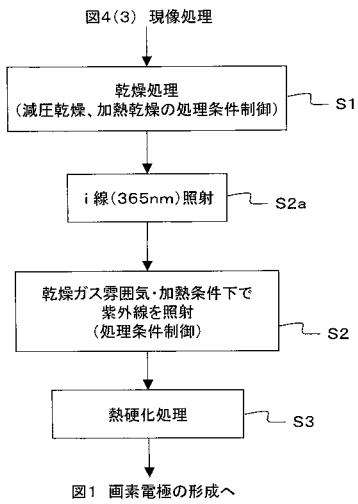 図4(3) 現像処理
乾燥処理
(減圧乾燥、加熱乾燥の処理条件制御)
S1
i線(365nm)照射
S2a
乾燥ガス雰囲気・加熱条件下で
紫外線を照射
(処理条件制御)
S2
熱硬化処理
S3
図1 画素電極の形成へ